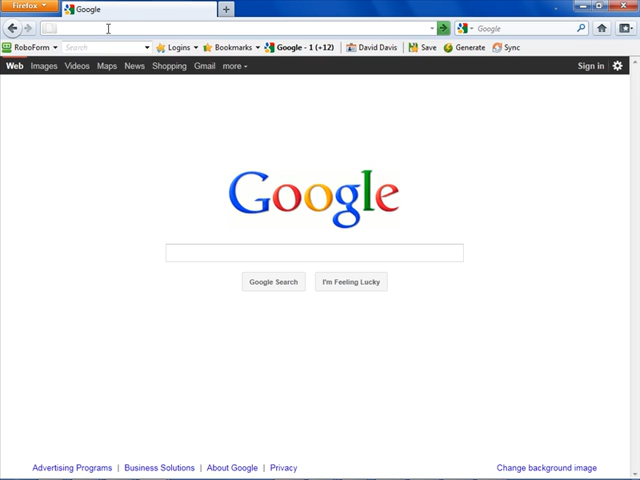 Firefox
Google
Google
RoboForm Search Logins Bookmarks Google - 1 (+12) David Davis Save Generate Sync
Web Images Videos Maps News Shopping Gmail more Sign in
Google
Google Search I'm Feeling Lucky
Advertising Programs | Business Solutions | About Google | Privacy Change background image